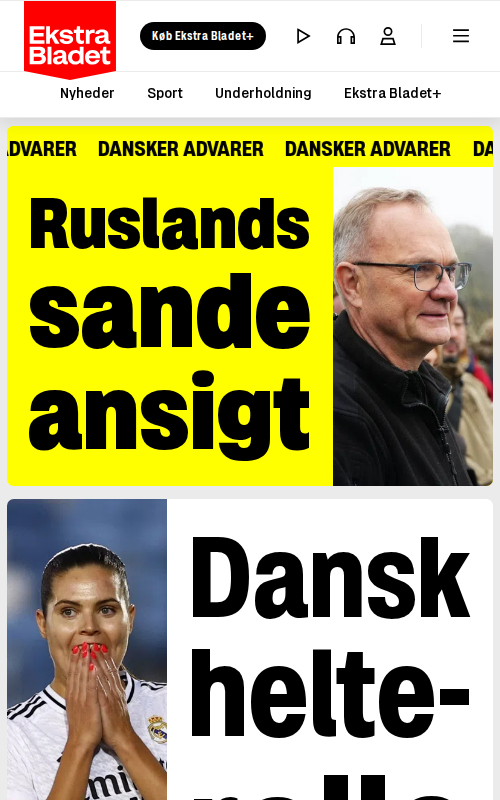 Ekstra
Bladet
Køb Ekstra Bladet+
Nyheder Sport Underholdning Ekstra Bladet+
DANSKER ADVARER DANSKER ADVARER
Ruslands
sande
ansigt
Dansk
helte-